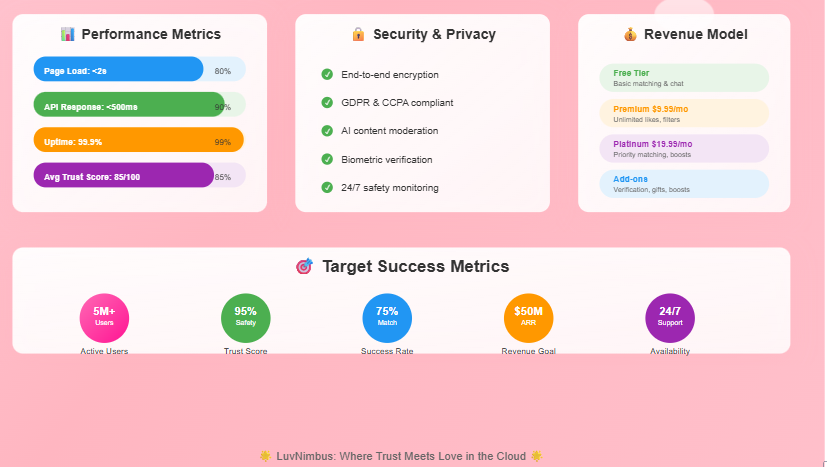 Performance Metrics
Page Load: <2s 80%
API Response: <500ms 90%
Uptime: 99.9% 99%
Avg Trust Score: 85/100 85%
Security & Privacy
End-to-end encryption
GDPR & CCPA compliant
AI content moderation
Biometric verification
24/7 safety monitoring
Revenue Model
Free Tier
Basic matching & chat
Premium $9.99/mo
Unlimited likes, filters
Platinum $19.99/mo
Priority matching, boosts
Add-ons
Verification, gifts, boosts
Target Success Metrics
5M+
Users
Active Users
95%
Safety
Trust Score
75%
Match
Success Rate
$50M
ARR
Revenue Goal
24/7
Support
Availability
LuvNimbus: Where Trust Meets Love in the Cloud